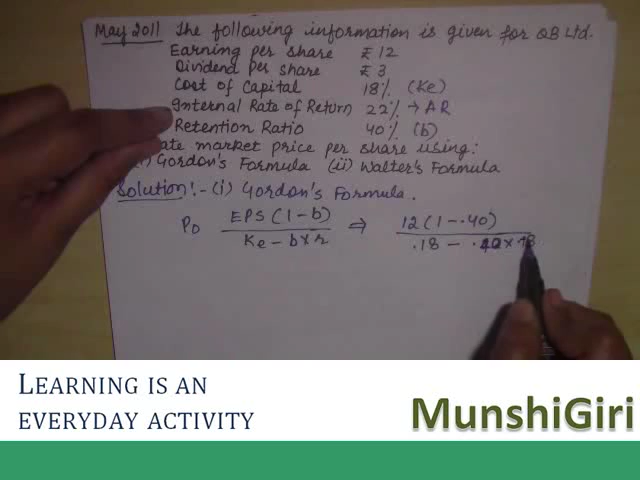 May 2011 The following information is given for QB Ltd.
Earning per share ₹ 12
Dividend per share ₹ 3
Cost of Capital 18% (Ke)
Internal Rate of Return 22% → AR
Retention Ratio 40% (b)
market price per share using:
Gordon's Formula (ii) Walter's Formula
Solution:- (i) Gordon's Formula.
P0 EPS (1 - b) ⇒ 12 (1 - .40)
Ke - b x r .18 -
LEARNING IS AN
EVERYDAY ACTIVITY
MunshiGiri